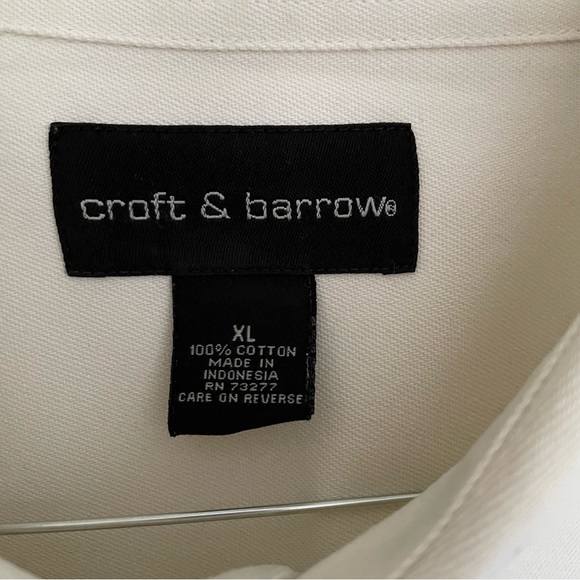 croft & barrow®
XL
100% COTTON
MADE IN
INDONESIA
RN 73277
CARE ON REVERSE